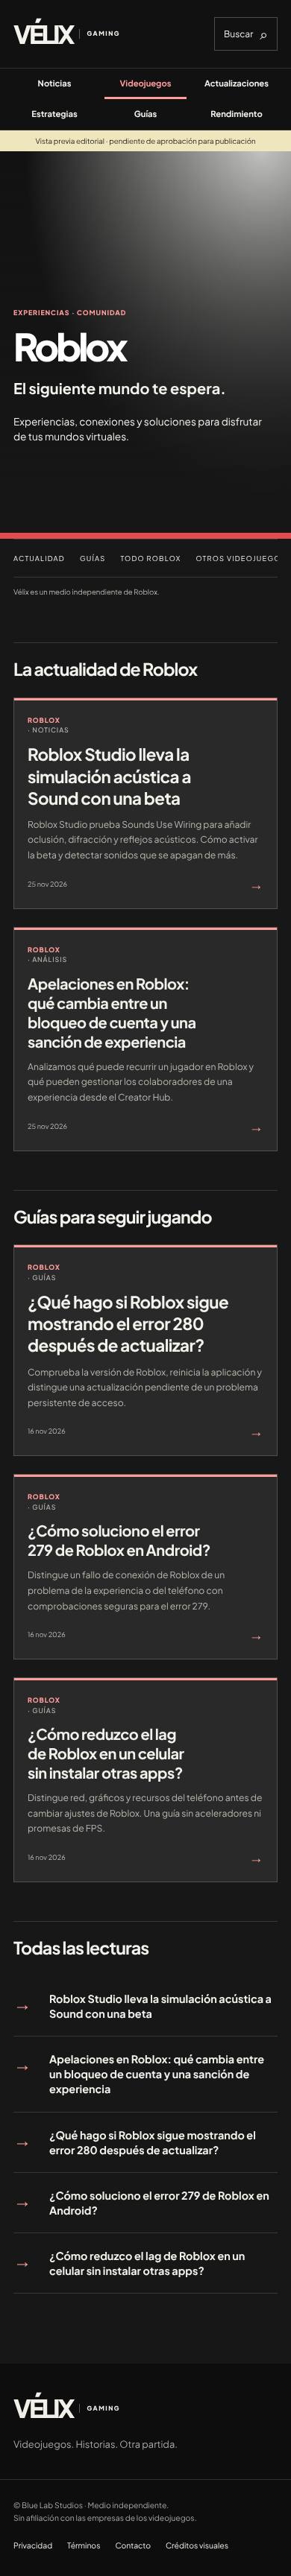 VÉLIX GAMING
Buscar
Noticias Videojuegos Actualizaciones
Estrategias Guías Rendimiento
Vista previa editorial · pendiente de aprobación para publicación
EXPERIENCIAS · COMUNIDAD
Roblox
El siguiente mundo te espera.
Experiencias, conexiones y soluciones para disfrutar
de tus mundos virtuales.
ACTUALIDAD GUÍAS TODO ROBLOX OTROS VIDEOJUEGO
Vélix es un medio independiente de Roblox.
La actualidad de Roblox
ROBLOX
· NOTICIAS
Roblox Studio lleva la
simulación acústica a
Sound con una beta
Roblox Studio prueba Sounds Use Wiring para añadir
oclusión, difracción y reflejos acústicos. Cómo activar
la beta y detectar sonidos que se apagan de más.
25 nov 2026 →
ROBLOX
· ANÁLISIS
Apelaciones en Roblox:
qué cambia entre un
bloqueo de cuenta y una
sanción de experiencia
Analizamos qué puede recurrir un jugador en Roblox y
qué pueden gestionar los colaboradores de una
experiencia desde el Creator Hub.
25 nov 2026 →
Guías para seguir jugando
ROBLOX
· GUÍAS
¿Qué hago si Roblox sigue
mostrando el error 280
después de actualizar?
Comprueba la versión de Roblox, reinicia la aplicación y
distingue una actualización pendiente de un problema
persistente de acceso.
16 nov 2026 →
ROBLOX
· GUÍAS
¿Cómo soluciono el error
279 de Roblox en Android?
Distingue un fallo de conexión de Roblox de un
problema de la experiencia o del teléfono con
comprobaciones seguras para el error 279.
16 nov 2026 →
ROBLOX
· GUÍAS
¿Cómo reduzco el lag
de Roblox en un celular
sin instalar otras apps?
Distingue red, gráficos y recursos del teléfono antes de
cambiar ajustes de Roblox. Una guía sin aceleradores ni
promesas de FPS.
16 nov 2026 →
Todas las lecturas
→ Roblox Studio lleva la simulación acústica a
Sound con una beta
→ Apelaciones en Roblox: qué cambia entre
un bloqueo de cuenta y una sanción de
experiencia
→ ¿Qué hago si Roblox sigue mostrando el
error 280 después de actualizar?
→ ¿Cómo soluciono el error 279 de Roblox en
Android?
→ ¿Cómo reduzco el lag de Roblox en un
celular sin instalar otras apps?
VÉLIX GAMING
Videojuegos. Historias. Otra partida.
© Blue Lab Studios · Medio independiente.
Sin afiliación con las empresas de los videojuegos.
Privacidad Términos Contacto Créditos visuales